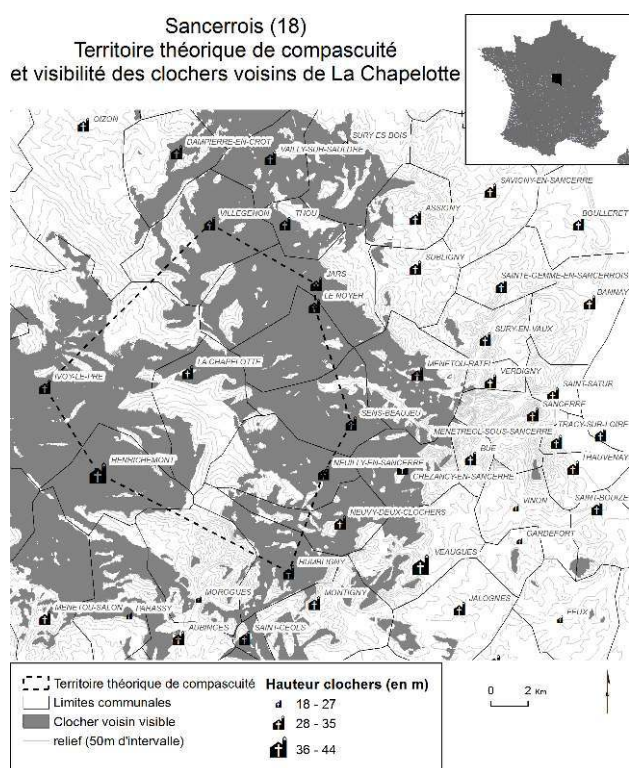 Sancerrois (18)
Territoire théorique de compascuité
et visibilité des clochers voisins de La Chapelotte
OIZON
DAMPIERRE-EN-CROT
SURY ES BOIS
VAILLY-SUR-SAULDRE
SAVIGNY-EN-SANCERRE
VILLEGENON
THOU
ASSIGNY
BOULLERET
SUBLIGNY
JARS
SAINTE-GEMME-EN-SANCERROIS
LE NOYER
BANNAY
SURY-EN-VAUX
LA CHAPELOTTE
MENETOU-RATEL
IVOY-LE-PRE
VERDIGNY
SAINT-SATUR
SANCERRE
SENS-BEAUJEU
MENETREOL-SOUS-SANCERRE
TRACY-SUR-LOIRE
BUE
HENRICHEMONT
NEUILLY-EN-SANCERRE
THAUVENAY
CREZANCY-EN-SANCERRE
VINON
SAINT-BOUIZE
NEUVY-DEUX-CLOCHERS
GARDEFORT
VEAUGUES
HUMBLIGNY
MOROGUES
MONTIGNY
JALOGNES
MENETOU-SALON
PARASSY
FEUX
AUBINGES
SAINT-CEOLS
Territoire théorique de compascuité
Limites communales
Clocher voisin visible
relief (50m d'intervalle)
Hauteur clochers (en m)
18 - 27
28 - 35
36 - 44
0 2 Km